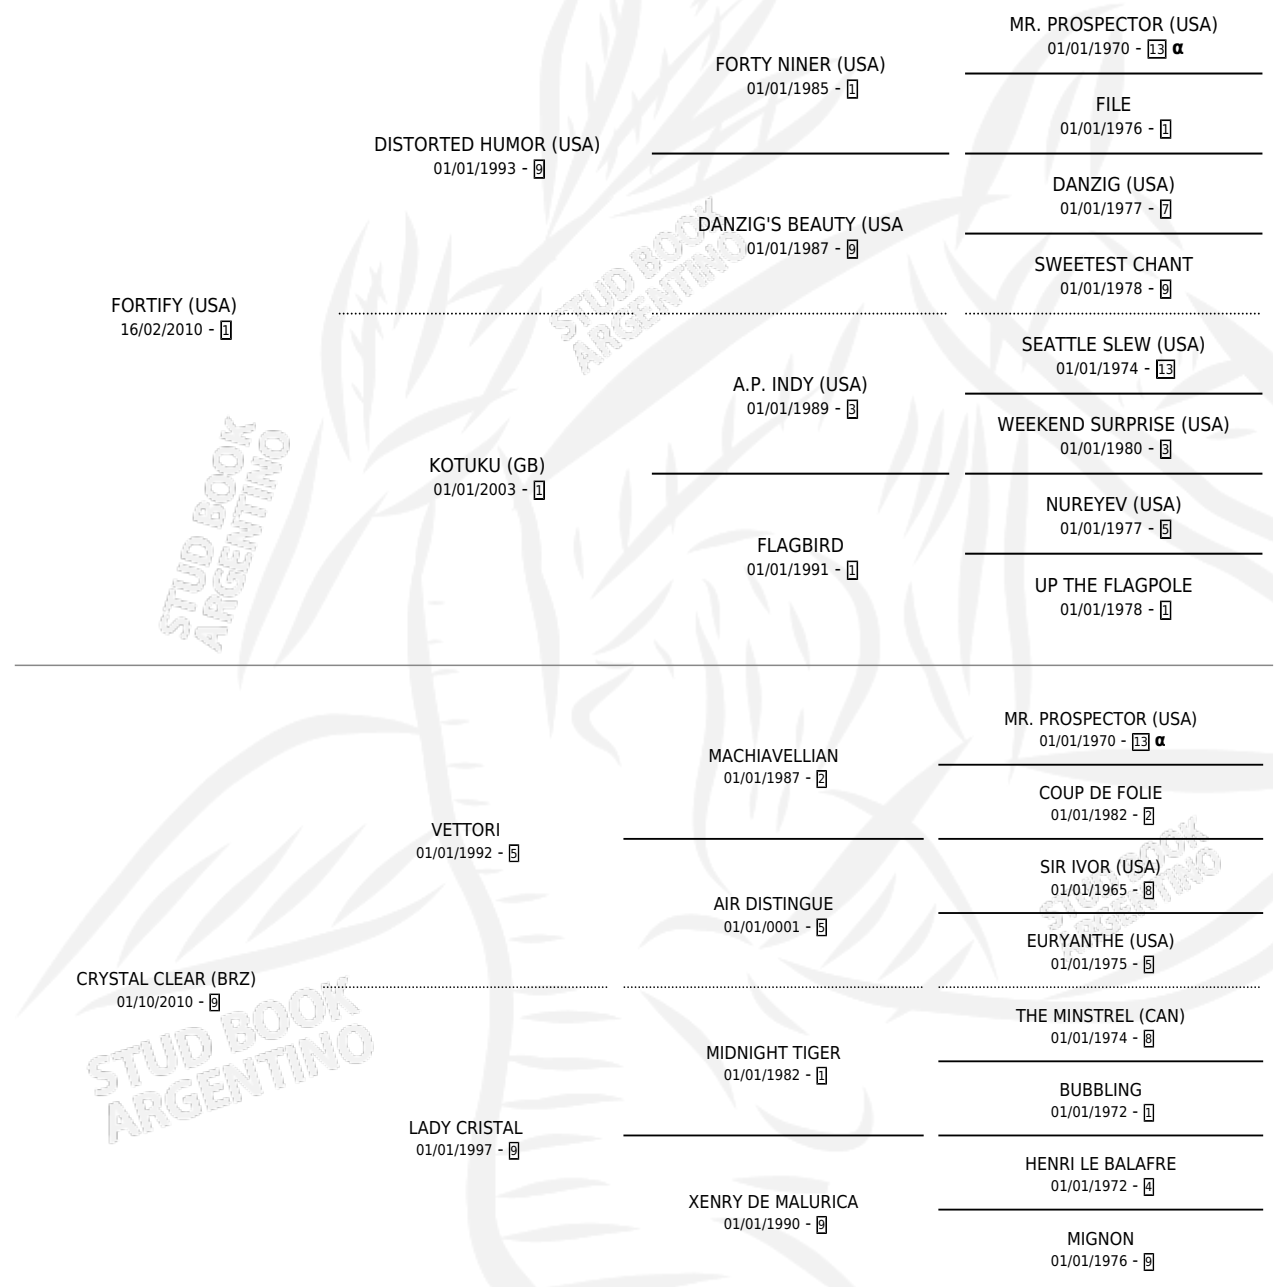 MR. PROSPECTOR (USA)
01/01/1970 - 13 α
FORTY NINER (USA)
01/01/1985 - 1
FILE
01/01/1976 - 1
DISTORTED HUMOR (USA)
01/01/1993 - 9
DANZIG (USA)
01/01/1977 - 7
DANZIG'S BEAUTY (USA
01/01/1987 - 9
SWEETEST CHANT
01/01/1978 - 9
FORTIFY (USA)
16/02/2010 - 1
SEATTLE SLEW (USA)
01/01/1974 - 13
A.P. INDY (USA)
01/01/1989 - 3
WEEKEND SURPRISE (USA)
01/01/1980 - 3
KOTUKU (GB)
01/01/2003 - 1
NUREYEV (USA)
01/01/1977 - 5
FLAGBIRD
01/01/1991 - 1
UP THE FLAGPOLE
01/01/1978 - 1
MR. PROSPECTOR (USA)
01/01/1970 - 13 α
MACHIAVELLIAN
01/01/1987 - 2
COUP DE FOLIE
01/01/1982 - 2
VETTORI
01/01/1992 - 5
SIR IVOR (USA)
01/01/1965 - 8
AIR DISTINGUE
01/01/0001 - 5
EURYANTHE (USA)
01/01/1975 - 5
CRYSTAL CLEAR (BRZ)
01/10/2010 - 9
THE MINSTREL (CAN)
01/01/1974 - 8
MIDNIGHT TIGER
01/01/1982 - 1
BUBBLING
01/01/1972 - 1
LADY CRISTAL
01/01/1997 - 9
HENRI LE BALAFRE
01/01/1972 - 4
XENRY DE MALURICA
01/01/1990 - 9
MIGNON
01/01/1976 - 9
STUD BOOK
ARGENTINO
STUD BOOK
ARGENTINO
STUD BOOK
ARGENTINO
STUD BOOK
ARGENTINO